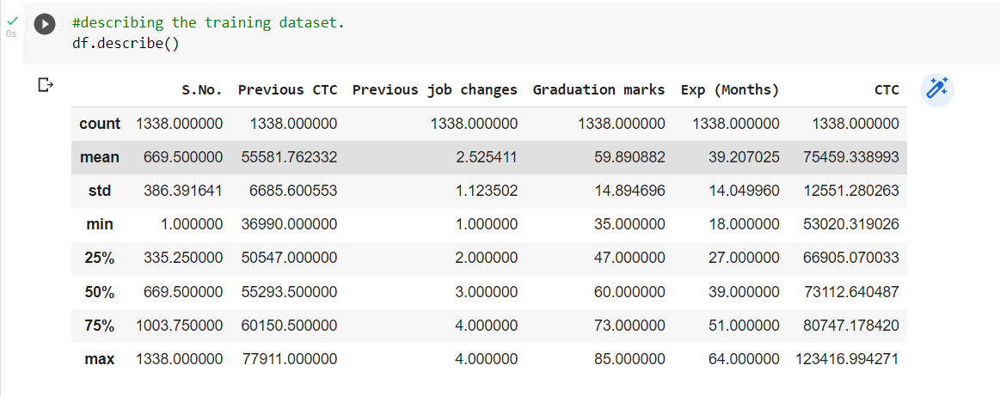 #describing the training dataset.
df.describe()
0s
S.No. Previous CTC Previous job changes Graduation marks Exp (Months) CTC
count 1338.000000 1338.000000 1338.000000 1338.000000 1338.000000 1338.000000
mean 669.500000 55581.762332 2.525411 59.890882 39.207025 75459.338993
std 386.391641 6685.600553 1.123502 14.894696 14.049960 12551.280263
min 1.000000 36990.000000 1.000000 35.000000 18.000000 53020.319026
25% 335.250000 50547.000000 2.000000 47.000000 27.000000 66905.070033
50% 669.500000 55293.500000 3.000000 60.000000 39.000000 73112.640487
75% 1003.750000 60150.500000 4.000000 73.000000 51.000000 80747.178420
max 1338.000000 77911.000000 4.000000 85.000000 64.000000 123416.994271